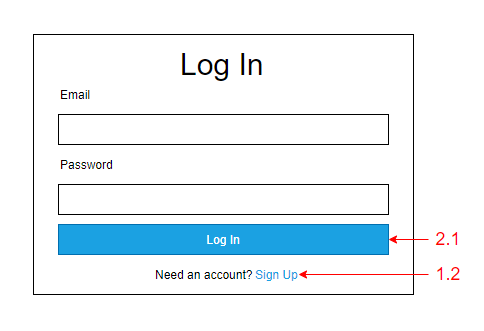 Log In
Email
Password
Log In
2.1
Need an account? Sign Up
1.2